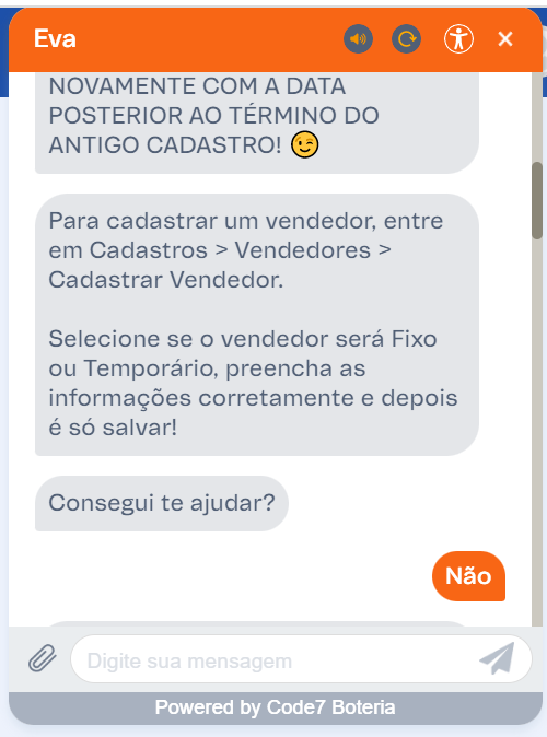 Eva
NOVAMENTE COM A DATA
POSTERIOR AO TÉRMINO DO
ANTIGO CADASTRO! 😉
Para cadastrar um vendedor, entre
em Cadastros > Vendedores >
Cadastrar Vendedor.
Selecione se o vendedor será Fixo
ou Temporário, preencha as
informações corretamente e depois
é só salvar!
Consegui te ajudar?
Não
Digite sua mensagem
Powered by Code7 Boteria